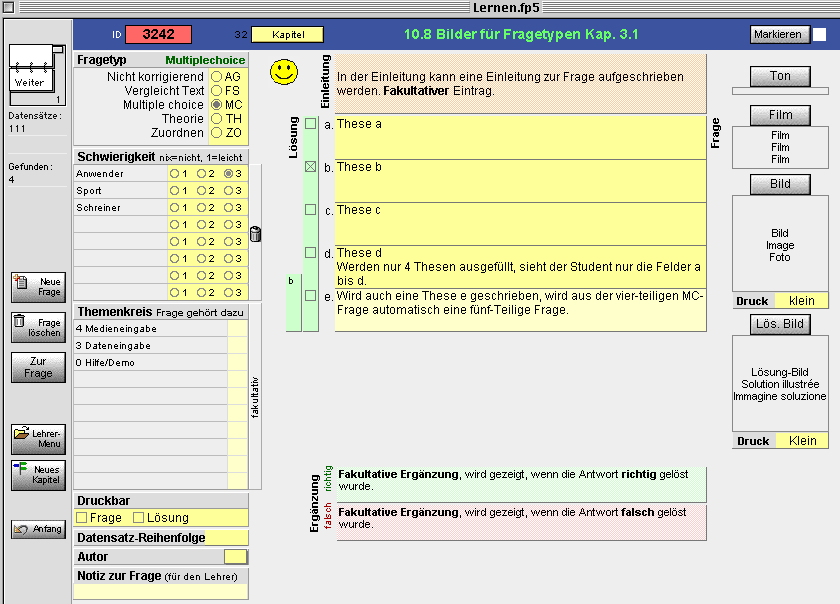 Lernen.fp5
ID 3242 32 Kapitel 10.8 Bilder für Fragetypen Kap. 3.1 Markieren
Weiter
1
Datensätze:
111
Gefunden:
4
Neue
Frage
Frage
löschen
Zur
Frage
Lehrer-
Menu
Neues
Kapitel
Anfang
Fragetyp Multiplechoice
Nicht korrigierend AG
Vergleicht Text FS
Multiple choice MC
Theorie TH
Zuordnen ZO
Schwierigkeit nix=nicht, 1=leicht
Anwender 1 2 3
Sport 1 2 3
Schreiner 1 2 3
1 2 3
1 2 3
1 2 3
1 2 3
1 2 3
Themenkreis Frage gehört dazu
4 Medieneingabe
3 Dateneingabe
0 Hilfe/Demo
fakultativ
Druckbar
Frage Lösung
Datensatz-Reihenfolge
Autor
Notiz zur Frage (für den Lehrer)
Einleitung
In der Einleitung kann eine Einleitung zur Frage aufgeschrieben
werden. Fakultativer Eintrag.
Lösung
Frage
a. These a
b. These b
c. These c
d. These d
Werden nur 4 Thesen ausgefüllt, sieht der Student nur die Felder a
bis d.
b
e. Wird auch eine These e geschrieben, wird aus der vier-teiligen MC-
Frage automatisch eine fünf-Teilige Frage.
Ergänzung
richtig
Fakultative Ergänzung, wird gezeigt, wenn die Antwort richtig gelöst
wurde.
falsch
Fakultative Ergänzung, wird gezeigt, wenn die Antwort falsch gelöst
wurde.
Ton
Film
Film
Film
Film
Bild
Bild
Image
Foto
Druck klein
Lös. Bild
Lösung-Bild
Solution illustrée
Immagine soluzione
Druck Klein